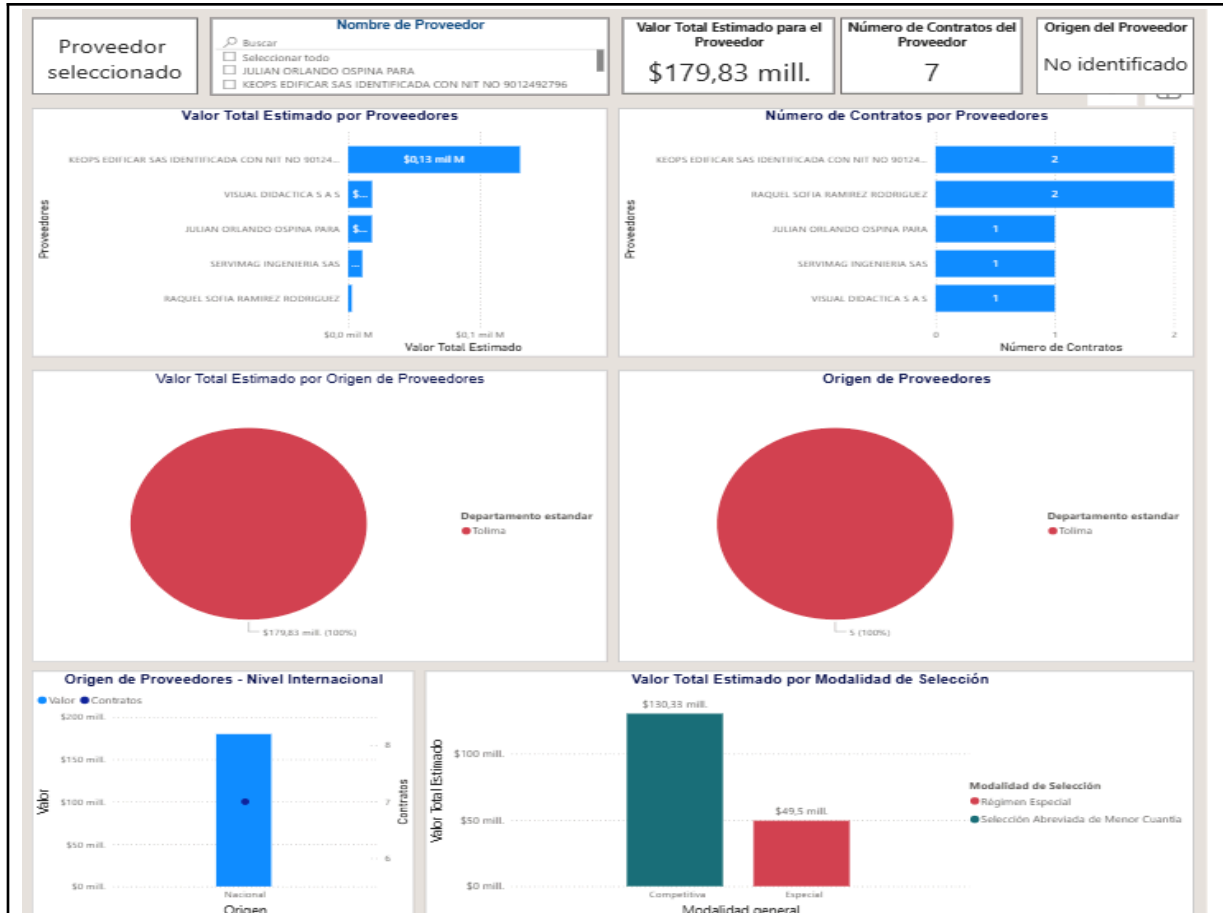 Proveedor
seleccionado
Nombre de Proveedor
Buscar
Seleccionar todo
JULIAN ORLANDO OSPINA PARA
KEOPS EDIFICAR SAS IDENTIFICADA CON NIT NO 9012492796
Valor Total Estimado para el
Proveedor
$179,83 mill.
Número de Contratos del
Proveedor
7
Origen del Proveedor
No identificado
Valor Total Estimado por Proveedores
Proveedores
KEOPS EDIFICAR SAS IDENTIFICADA CON NIT NO 90124...
$0,13 mil M
VISUAL DIDACTICA S A S
$...
JULIAN ORLANDO OSPINA PARA
$...
SERVIMAG INGENIERIA SAS
...
RAQUEL SOFIA RAMIREZ RODRIGUEZ
$0,0 mil M
$0,1 mil M
Valor Total Estimado
Número de Contratos por Proveedores
Proveedores
KEOPS EDIFICAR SAS IDENTIFICADA CON NIT NO 90124...
2
RAQUEL SOFIA RAMIREZ RODRIGUEZ
2
JULIAN ORLANDO OSPINA PARA
1
SERVIMAG INGENIERIA SAS
1
VISUAL DIDACTICA S A S
1
0
1
2
Número de Contratos
Valor Total Estimado por Origen de Proveedores
Departamento estandar
Tolima
$179,83 mill. (100%)
Origen de Proveedores
Departamento estandar
Tolima
5 (100%)
Origen de Proveedores - Nivel Internacional
Valor Contratos
Valor
$200 mill.
$150 mill.
$100 mill.
$50 mill.
$0 mill.
8
7
6
Contratos
Nacional
Origen
Valor Total Estimado por Modalidad de Selección
Valor Total Estimado
$100 mill.
$50 mill.
$0 mill.
$130,33 mill.
$49,5 mill.
Competitiva
Especial
Modalidad general
Modalidad de Selección
Régimen Especial
Selección Abreviada de Menor Cuantía